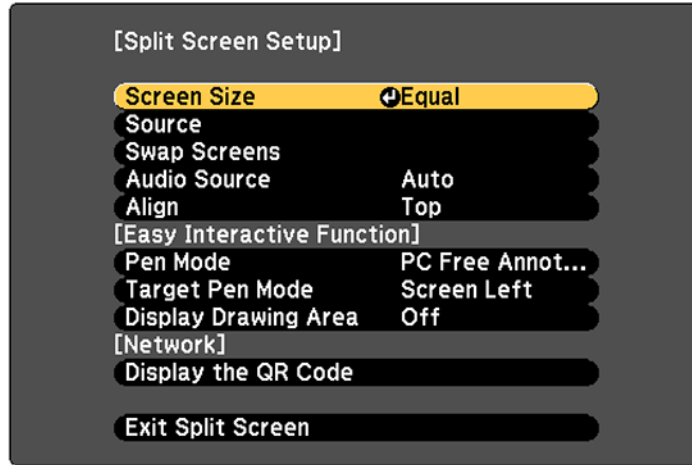 [Split Screen Setup]
Screen Size Equal
Source
Swap Screens
Audio Source Auto
Align Top
[Easy Interactive Function]
Pen Mode PC Free Annot...
Target Pen Mode Screen Left
Display Drawing Area Off
[Network]
Display the QR Code
Exit Split Screen